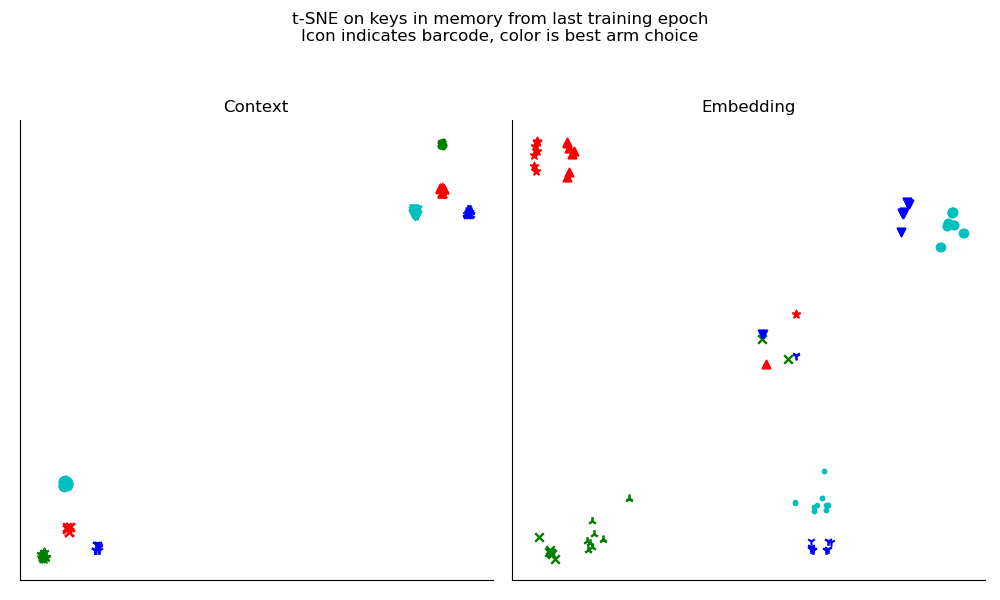 t-SNE on keys in memory from last training epoch
Icon indicates barcode, color is best arm choice
Context
Embedding